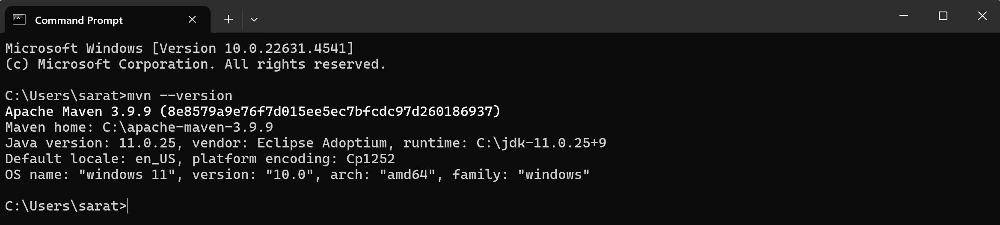 Command Prompt
Microsoft Windows [Version 10.0.22631.4541]
(c) Microsoft Corporation. All rights reserved.
C:\Users\sarat>mvn --version
Apache Maven 3.9.9 (8e8579a9e76f7d015ee5ec7bfcdc97d260186937)
Maven home: C:\apache-maven-3.9.9
Java version: 11.0.25, vendor: Eclipse Adoptium, runtime: C:\jdk-11.0.25+9
Default locale: en_US, platform encoding: Cp1252
OS name: "windows 11", version: "10.0", arch: "amd64", family: "windows"
C:\Users\sarat>